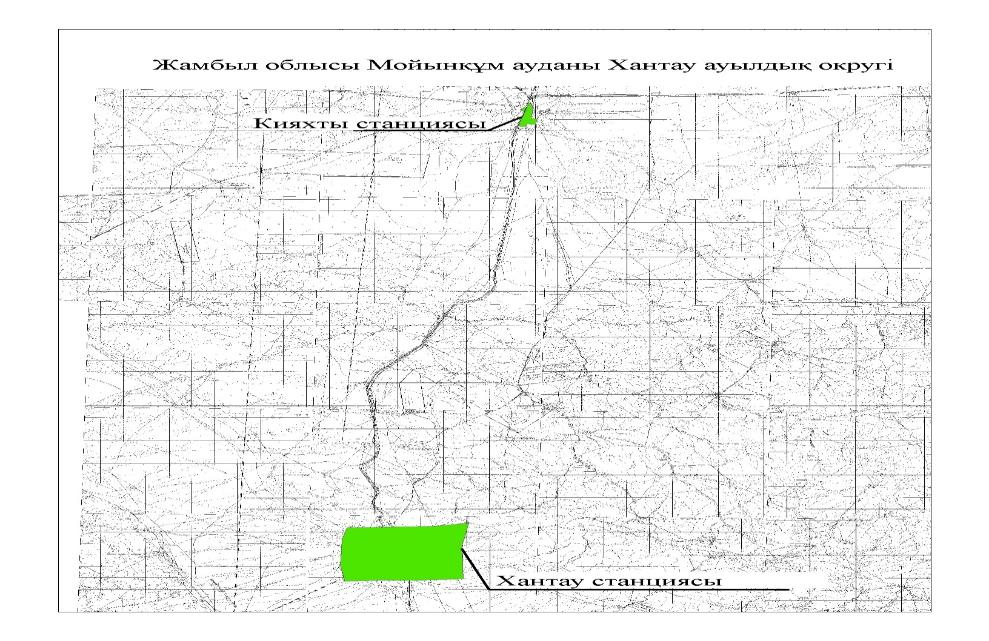 Жамбыл облысы Мойынқұм ауданы Хантау ауылдық округі
Кияхты станциясы
Хантау станциясы